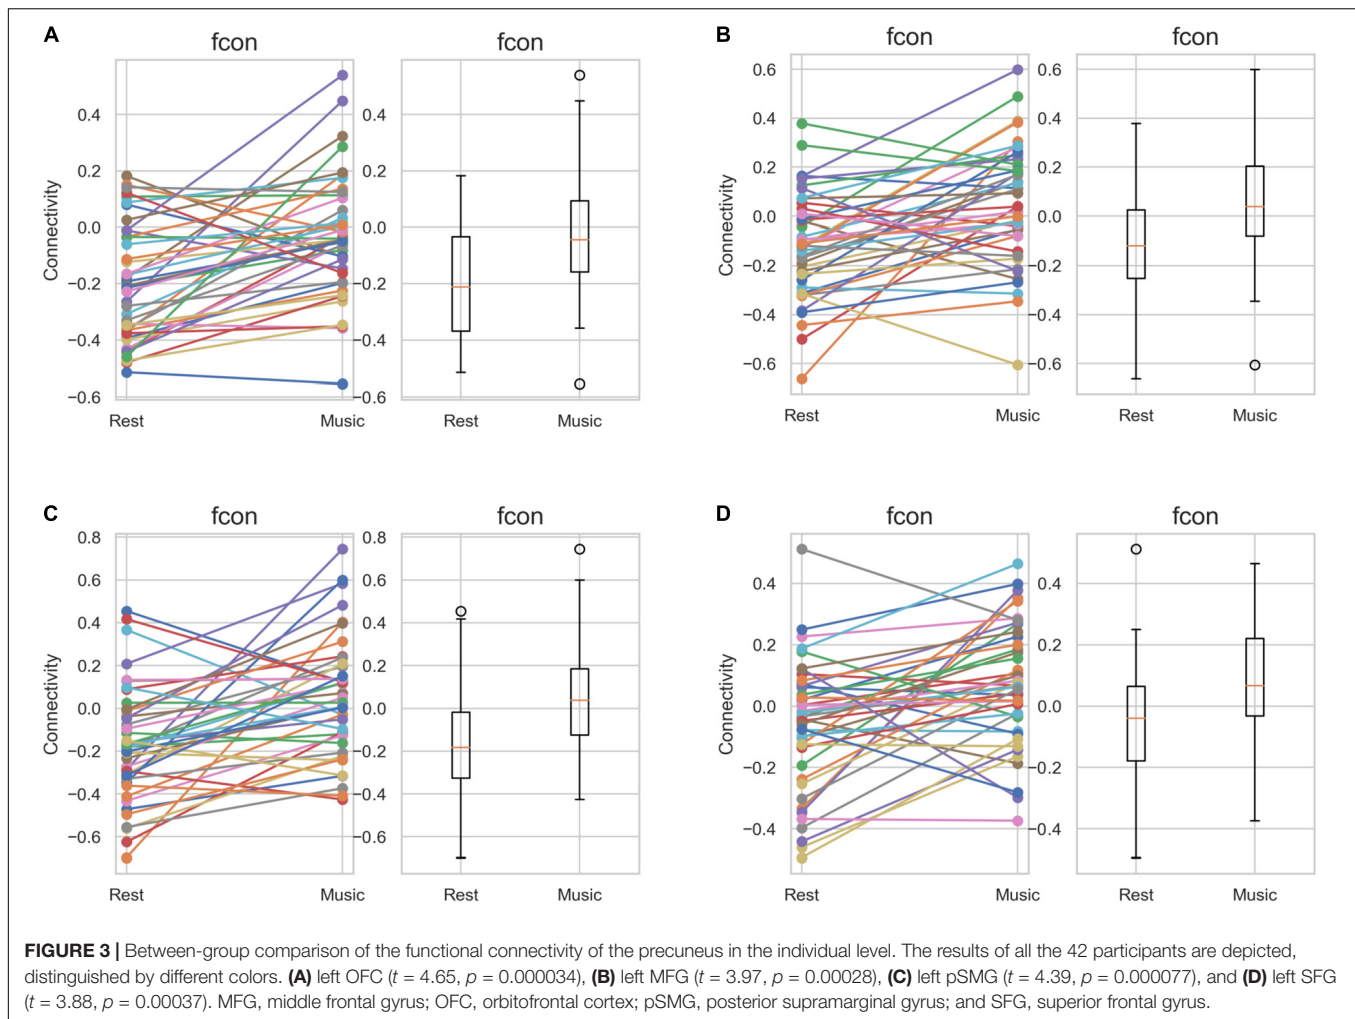 A
fcon
fcon
Connectivity
0.4
0.2
0.0
−0.2
−0.4
−0.6
0.4
0.2
0.0
−0.2
−0.4
−0.6
Rest
Music
Rest
Music
B
fcon
fcon
Connectivity
0.6
0.4
0.2
0.0
−0.2
−0.4
−0.6
0.6
0.4
0.2
0.0
−0.2
−0.4
−0.6
Rest
Music
Rest
Music
C
fcon
fcon
Connectivity
0.8
0.6
0.4
0.2
0.0
−0.2
−0.4
−0.6
0.8
0.6
0.4
0.2
0.0
−0.2
−0.4
−0.6
Rest
Music
Rest
Music
D
fcon
fcon
Connectivity
0.4
0.2
0.0
−0.2
−0.4
0.4
0.2
0.0
−0.2
−0.4
Rest
Music
Rest
Music
FIGURE 3 | Between-group comparison of the functional connectivity of the precuneus in the individual level. The results of all the 42 participants are depicted,
distinguished by different colors. (A) left OFC (t = 4.65, p = 0.000034), (B) left MFG (t = 3.97, p = 0.00028), (C) left pSMG (t = 4.39, p = 0.000077), and (D) left SFG
(t = 3.88, p = 0.00037). MFG, middle frontal gyrus; OFC, orbitofrontal cortex; pSMG, posterior supramarginal gyrus; and SFG, superior frontal gyrus.